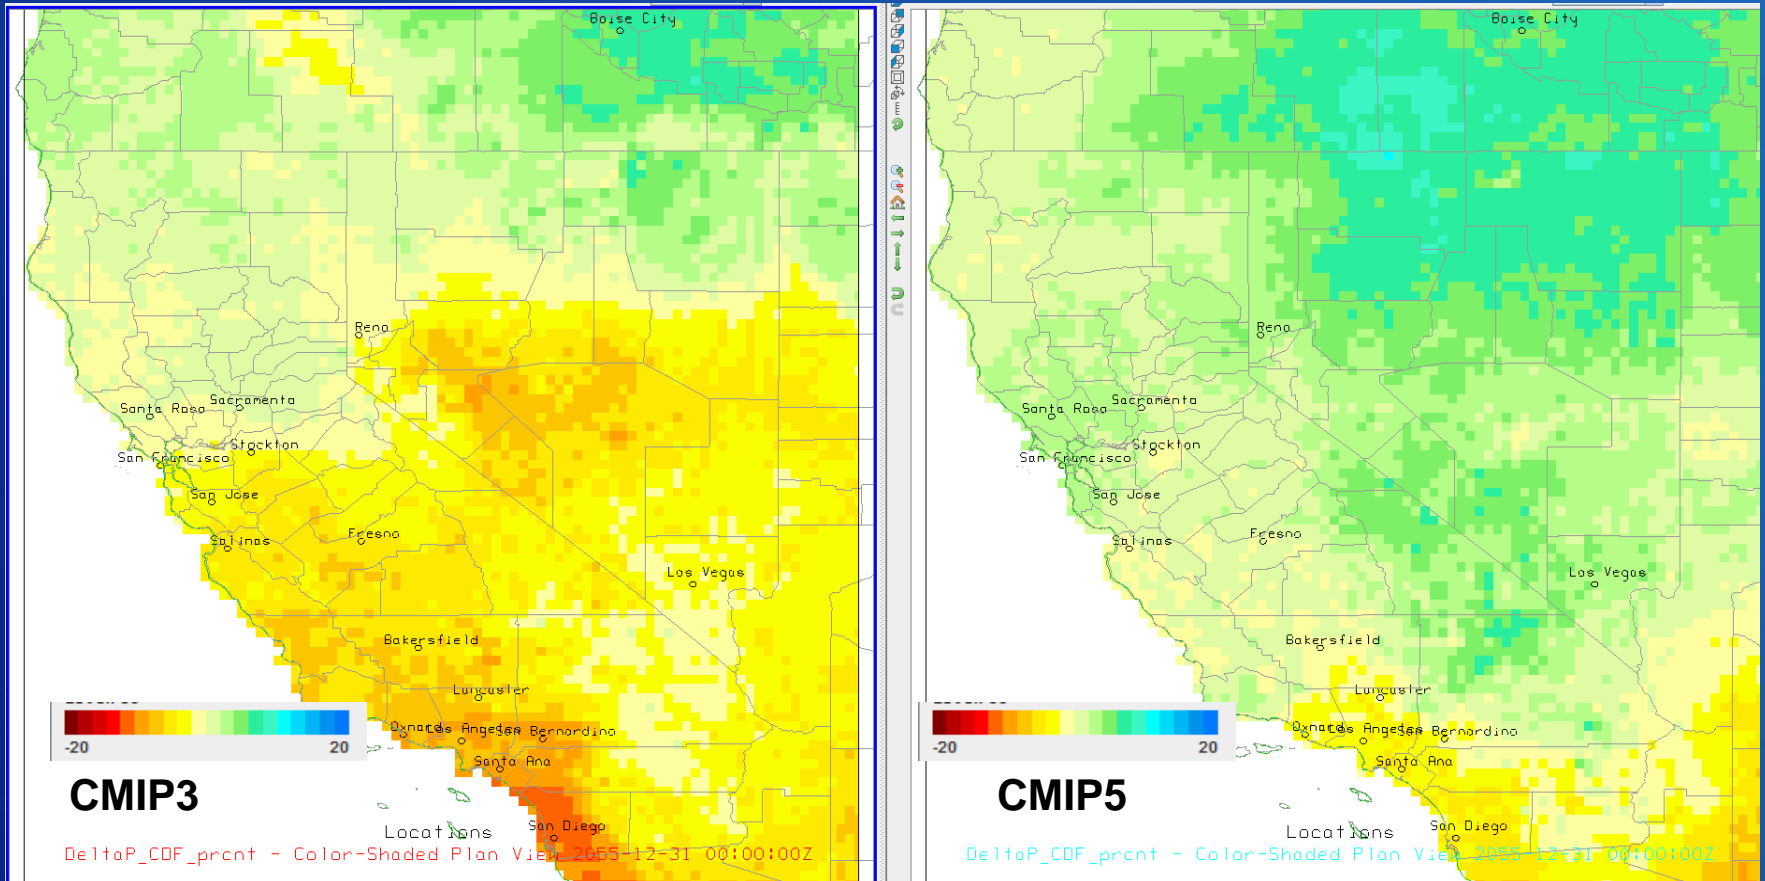 Boise City
Reno
Santa Rosa
Sacramento
Stockton
San Francisco
San Jose
Salinas
Fresno
Las Vegas
Bakersfield
Lancaster
Oxnard
Los Angeles
San Bernardino
Santa Ana
San Diego
-20
20
CMIP3
Locations
DeltaP_CDF_prcnt - Color-Shaded Plan View 2055-12-31 00:00:00Z
E
Boise City
Reno
Santa Rosa
Sacramento
Stockton
San Francisco
San Jose
Salinas
Fresno
Las Vegas
Bakersfield
Lancaster
Oxnard
Los Angeles
San Bernardino
Santa Ana
San Diego
-20
20
CMIP5
Locations
DeltaP_CDF_prcnt - Color-Shaded Plan View 2055-12-31 00:00:00Z